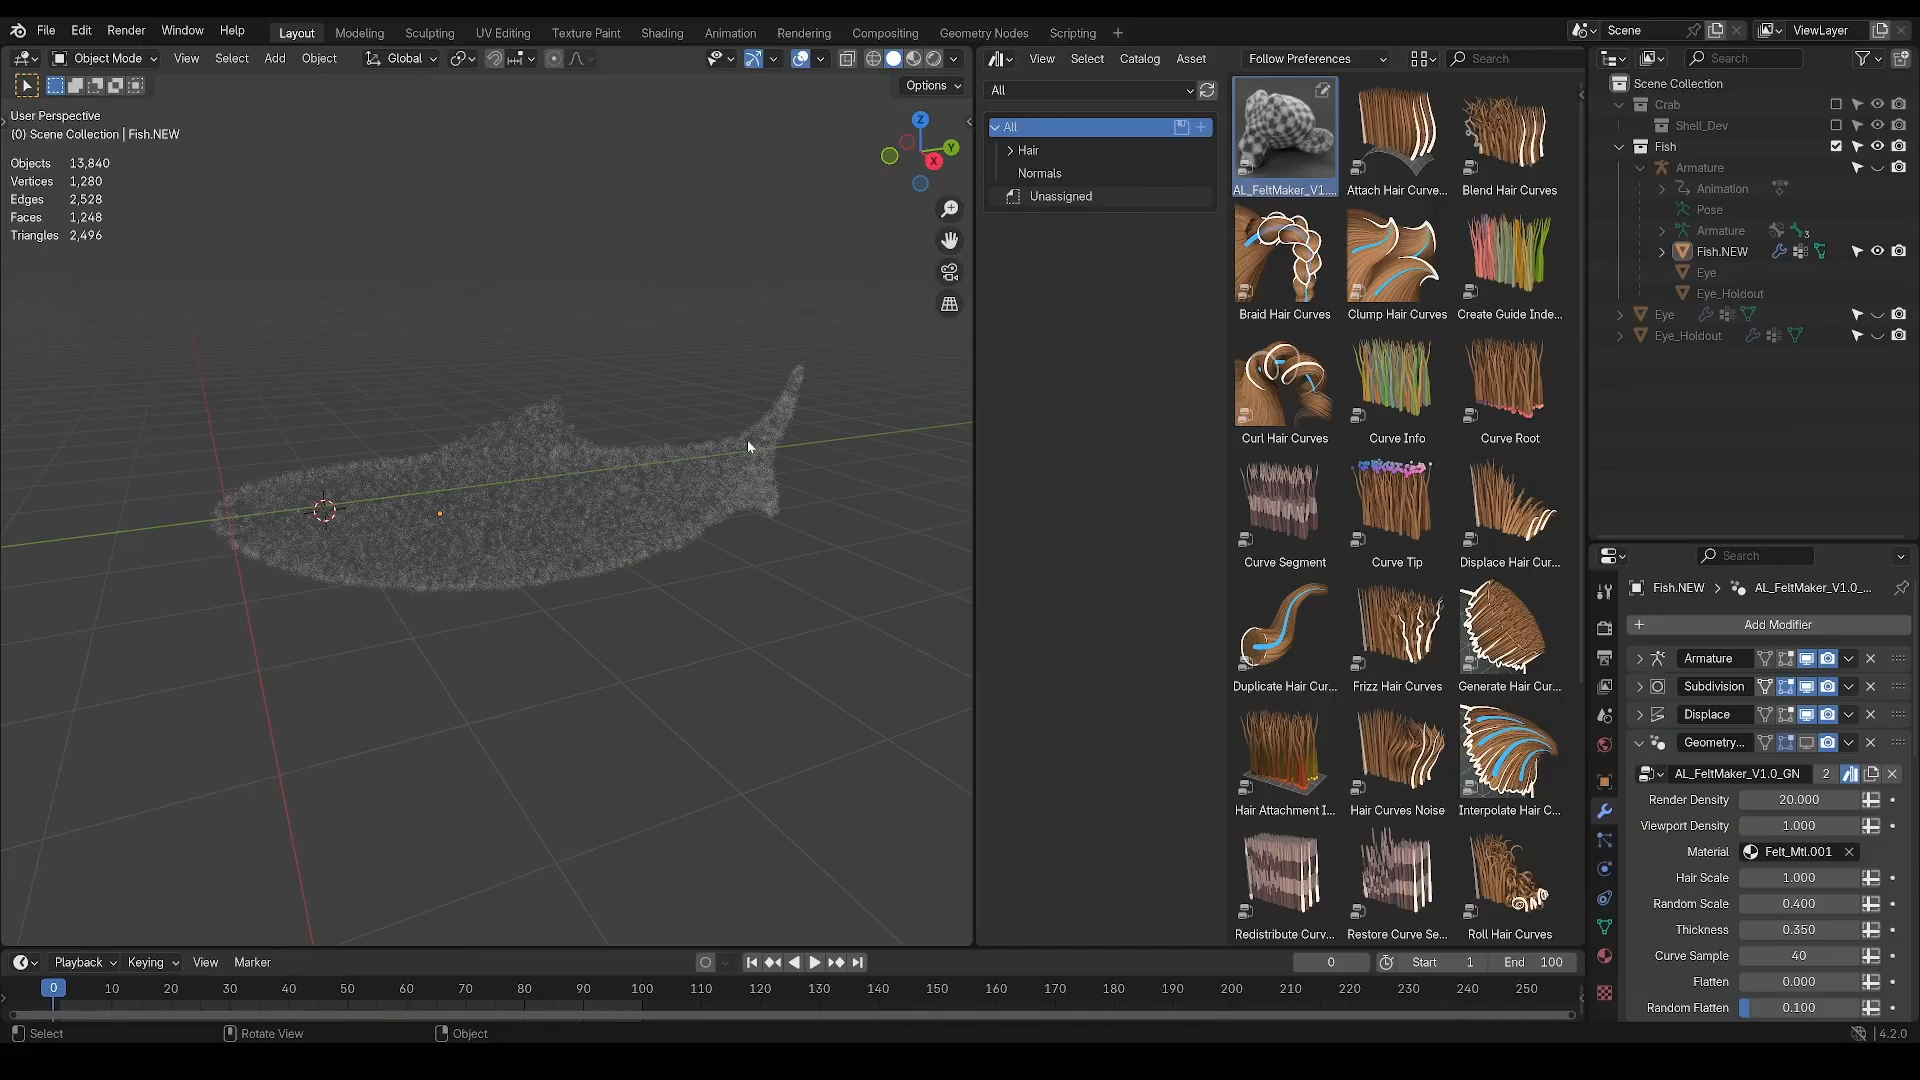 File Edit Render Window Help Layout Modeling Sculpting UV Editing Texture Paint Shading Animation Rendering Compositing Geometry Nodes Scripting + Scene ViewLayer
Object Mode View Select Add Object Global View Select Catalog Asset Follow Preferences Search Search
Options All
User Perspective
(0) Scene Collection | Fish.NEW
Objects 13,840
Vertices 1,280
Edges 2,528
Faces 1,248
Triangles 2,496
Z
Y
X
All
Hair
Normals
Unassigned
AL_FeltMaker_V1.... Attach Hair Curve... Blend Hair Curves
Braid Hair Curves Clump Hair Curves Create Guide Inde...
Curl Hair Curves Curve Info Curve Root
Curve Segment Curve Tip Displace Hair Cur...
Duplicate Hair Cur... Frizz Hair Curves Generate Hair Cur...
Hair Attachment I... Hair Curves Noise Interpolate Hair C...
Redistribute Curv... Restore Curve Se... Roll Hair Curves
Scene Collection
Crab
Shell_Dev
Fish
Armature
Animation
Pose
Armature 3
Fish.NEW
Eye
Eye_Holdout
Eye
Eye_Holdout
Search
Fish.NEW > AL_FeltMaker_V1.0_...
+ Add Modifier
Armature
Subdivision
Displace
Geometry...
AL_FeltMaker_V1.0_GN 2
Render Density 20.000
Viewport Density 1.000
Material Felt_Mtl.001
Hair Scale 1.000
Random Scale 0.400
Thickness 0.350
Curve Sample 40
Flatten 0.000
Random Flatten 0.100
Playback Keying View Marker 0 Start 1 End 100
0 10 20 30 40 50 60 70 80 90 100 110 120 130 140 150 160 170 180 190 200 210 220 230 240 250
Select Rotate View Object 4.2.0